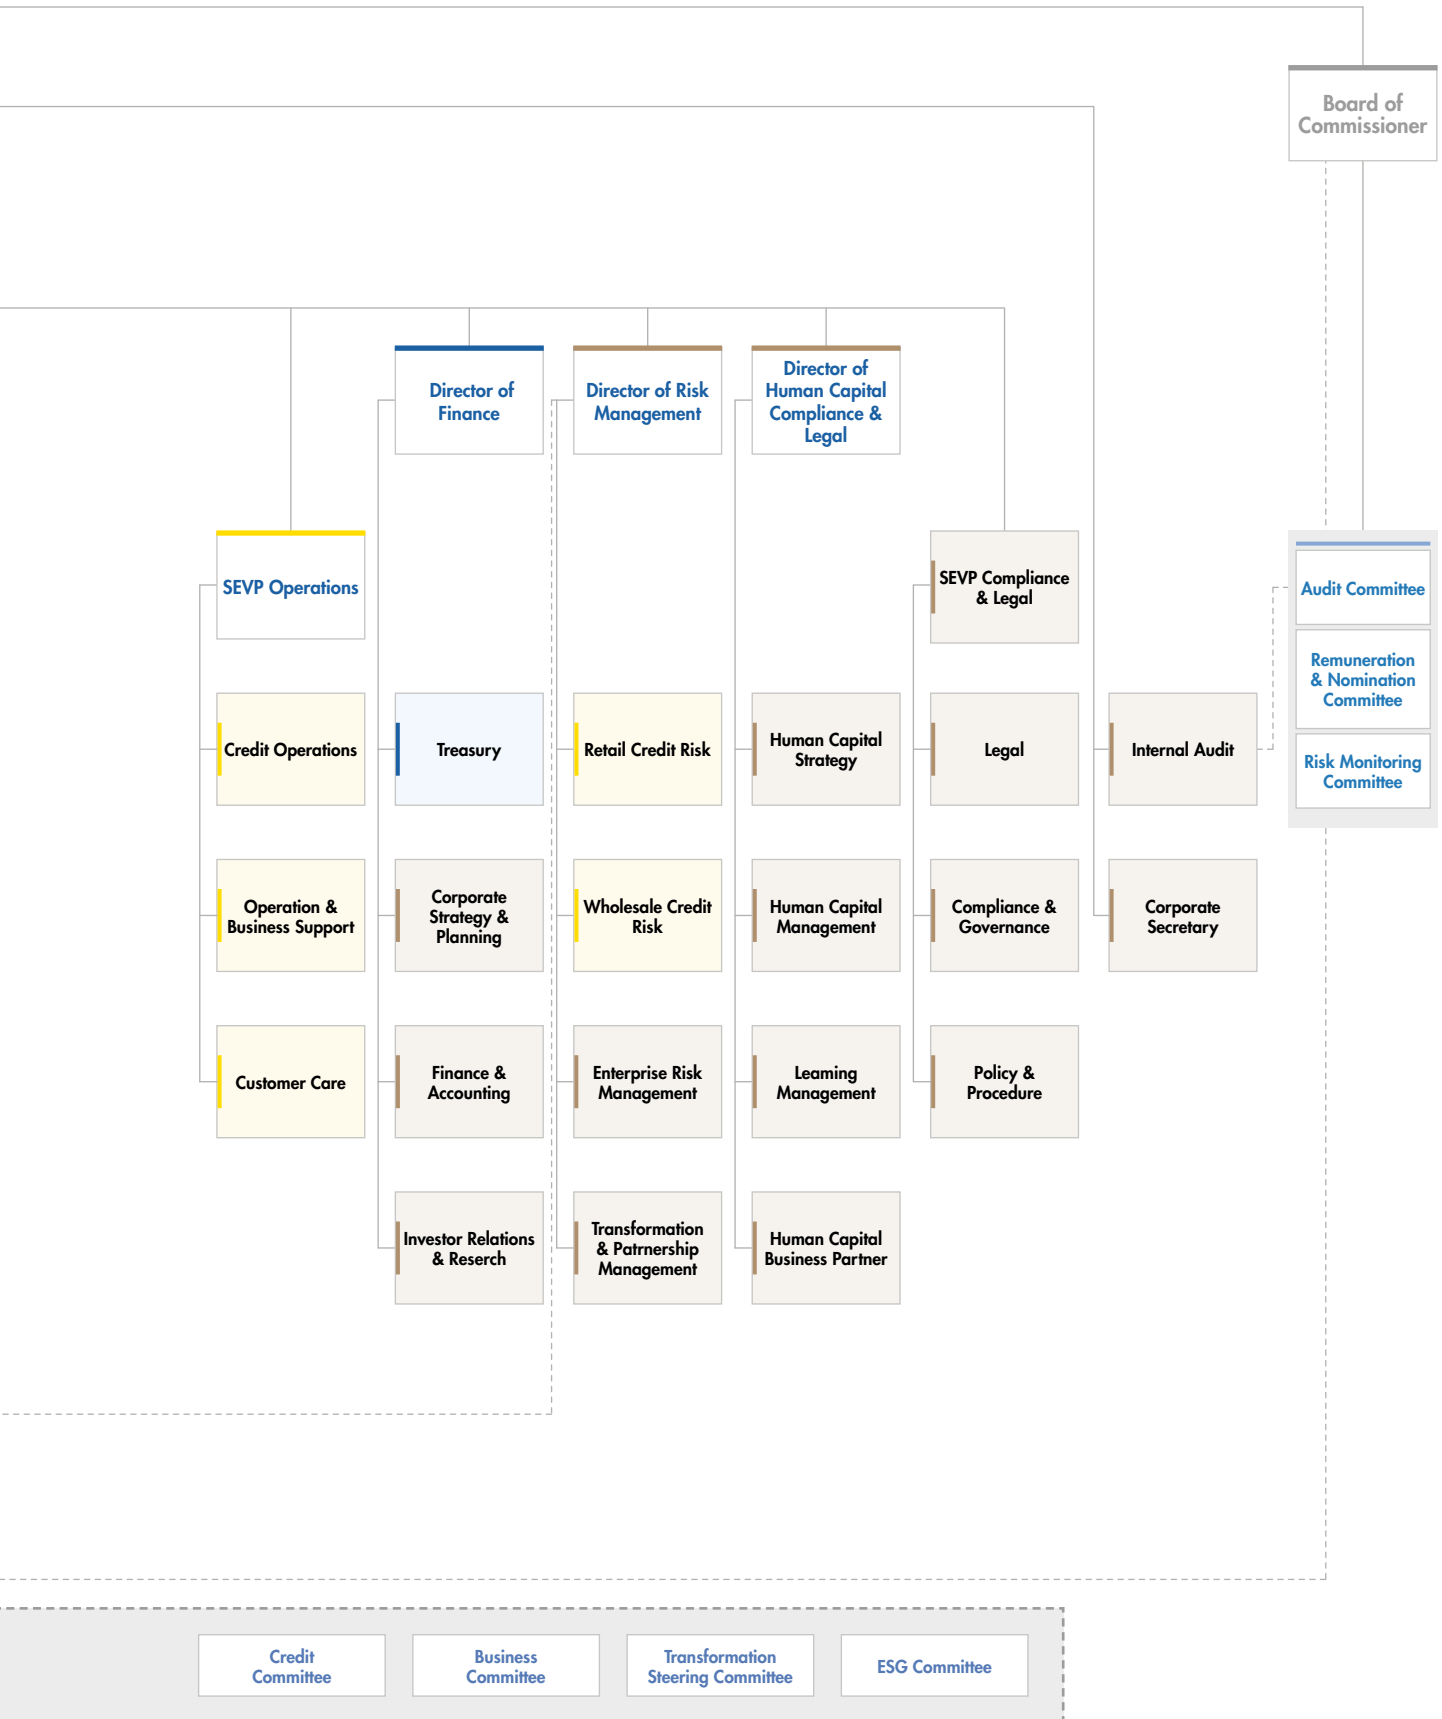 Board of
Commissioner
Director of
Finance
Director of Risk
Management
Director of
Human Capital
Compliance &
Legal
SEVP Operations
SEVP Compliance
& Legal
Audit Committee
Remuneration
& Nomination
Committee
Risk Monitoring
Committee
Credit Operations
Treasury
Retail Credit Risk
Human Capital
Strategy
Legal
Internal Audit
Operation &
Business Support
Corporate
Strategy &
Planning
Wholesale Credit
Risk
Human Capital
Management
Compliance &
Governance
Corporate
Secretary
Customer Care
Finance &
Accounting
Enterprise Risk
Management
Learning
Management
Policy &
Procedure
Investor Relations
& Reserch
Transformation
& Patrnership
Management
Human Capital
Business Partner
Credit
Committee
Business
Committee
Transformation
Steering Committee
ESG Committee